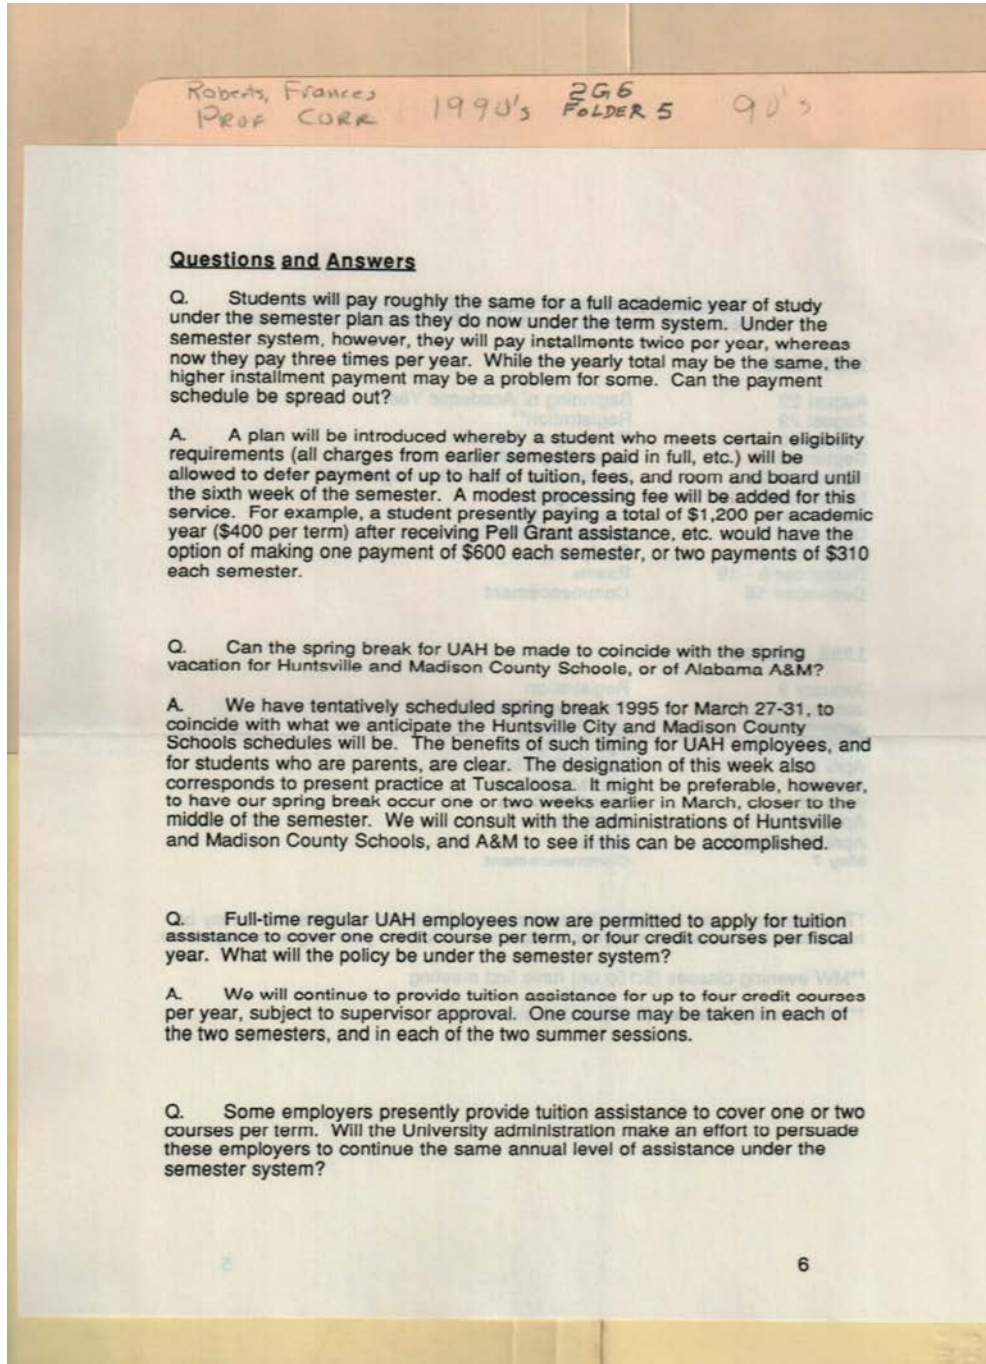 Roberts, Frances
PROF CORR
1990's
2G6
FOLDER 5
90's
Questions and Answers
Q. Students will pay roughly the same for a full academic year of study
under the semester plan as they do now under the term system. Under the
semester system, however, they will pay installments twice per year, whereas
now they pay three times per year. While the yearly total may be the same, the
higher installment payment may be a problem for some. Can the payment
schedule be spread out?
A. A plan will be introduced whereby a student who meets certain eligibility
requirements (all charges from earlier semesters paid in full, etc.) will be
allowed to defer payment of up to half of tuition, fees, and room and board until
the sixth week of the semester. A modest processing fee will be added for this
service. For example, a student presently paying a total of $1,200 per academic
year ($400 per term) after receiving Pell Grant assistance, etc. would have the
option of making one payment of $600 each semester, or two payments of $310
each semester.
Q. Can the spring break for UAH be made to coincide with the spring
vacation for Huntsville and Madison County Schools, or of Alabama A&M?
A. We have tentatively scheduled spring break 1995 for March 27-31, to
coincide with what we anticipate the Huntsville City and Madison County
Schools schedules will be. The benefits of such timing for UAH employees, and
for students who are parents, are clear. The designation of this week also
corresponds to present practice at Tuscaloosa. It might be preferable, however,
to have our spring break occur one or two weeks earlier in March, closer to the
middle of the semester. We will consult with the administrations of Huntsville
and Madison County Schools, and A&M to see if this can be accomplished.
Q. Full-time regular UAH employees now are permitted to apply for tuition
assistance to cover one credit course per term, or four credit courses per fiscal
year. What will the policy be under the semester system?
A. We will continue to provide tuition assistance for up to four credit courses
per year, subject to supervisor approval. One course may be taken in each of
the two semesters, and in each of the two summer sessions.
Q. Some employers presently provide tuition assistance to cover one or two
courses per term. Will the University administration make an effort to persuade
these employers to continue the same annual level of assistance under the
semester system?
6